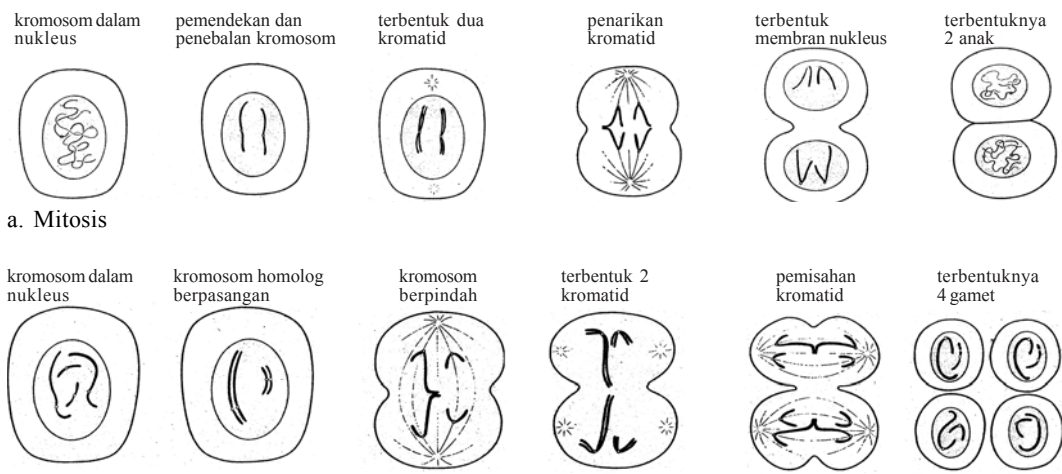 kromosom dalam
nukleus
pemendekan dan
penebalan kromosom
terbentuk dua
kromatid
penarikan
kromatid
terbentuk
membran nukleus
terbentuknya
2 anak
a. Mitosis
kromosom dalam
nukleus
kromosom homolog
berpasangan
kromosom
berpindah
terbentuk 2
kromatid
pemisahan
kromatid
terbentuknya
4 gamet